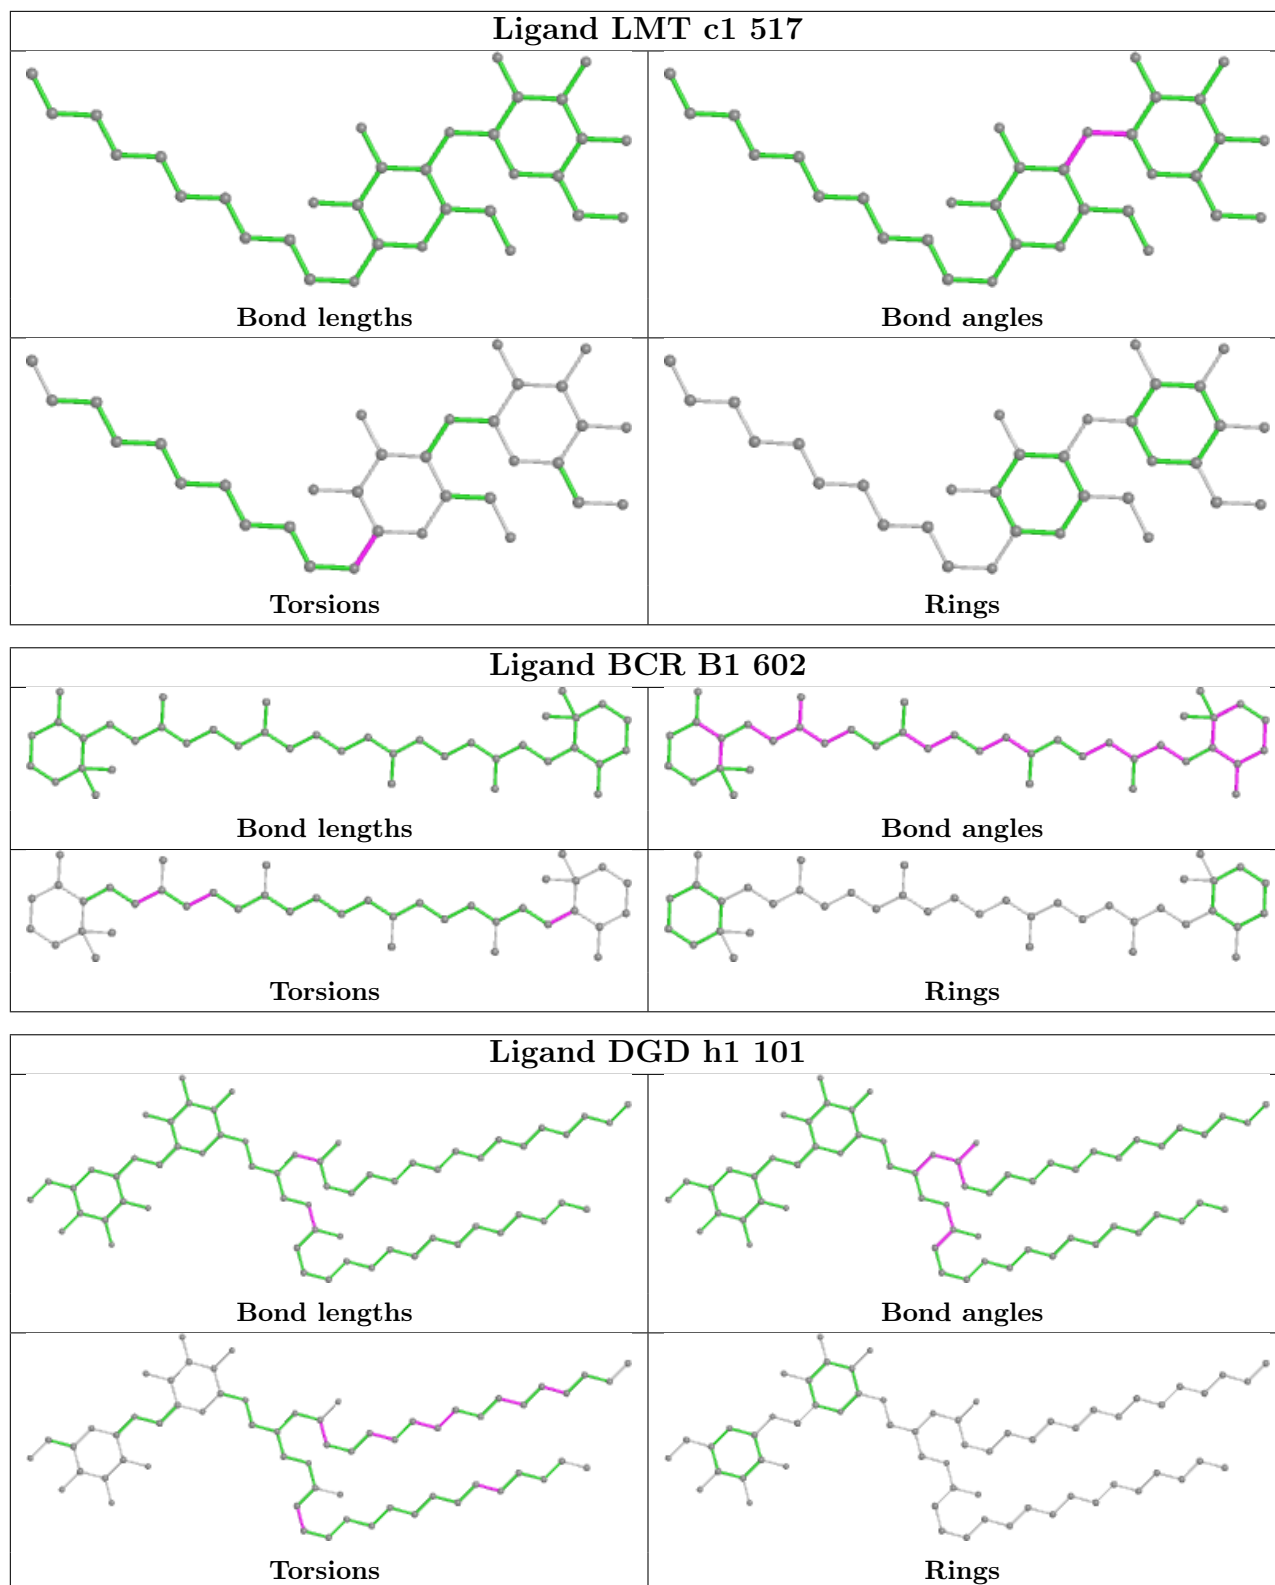 Ligand LMT c1 517
Bond lengths
Bond angles
Torsions
Rings
Ligand BCR B1 602
Bond lengths
Bond angles
Torsions
Rings
Ligand DGD h1 101
Bond lengths
Bond angles
Torsions
Rings